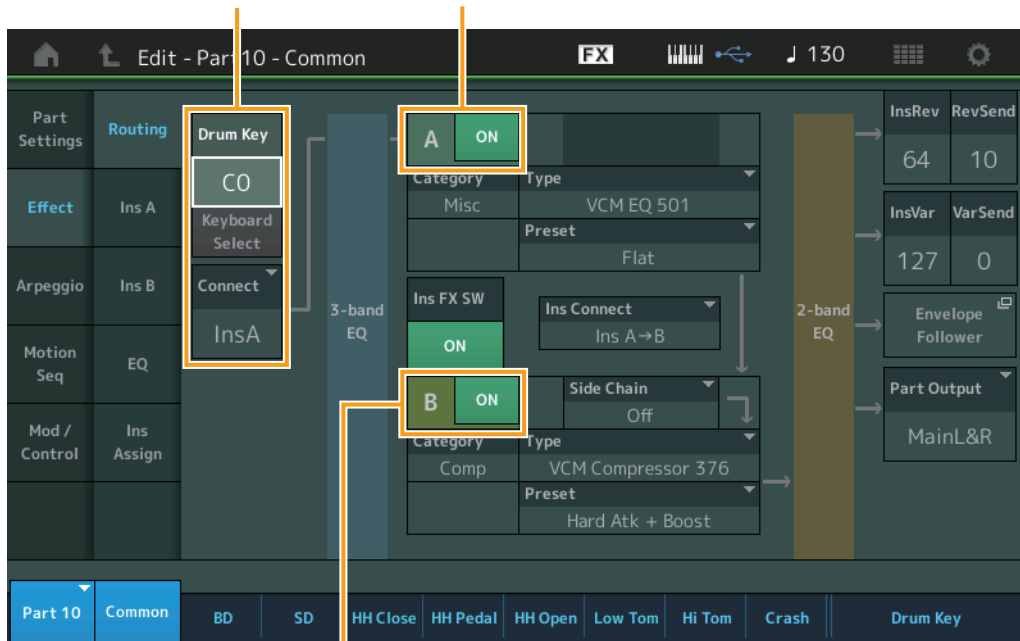 Edit - Part10 - Common
FX
130
Part
Settings
Effect
Arpeggio
Motion
Seq
Mod /
Control
Routing
Ins A
Ins B
EQ
Ins
Assign
Drum Key
C0
Keyboard
Select
Connect
InsA
3-band
EQ
A ON
Category Type
Misc VCM EQ 501
Preset
Flat
Ins FX SW
ON
Ins Connect
Ins A→B
B ON
Side Chain
Off
Category Type
Comp VCM Compressor 376
Preset
Hard Atk + Boost
2-band
EQ
InsRev RevSend
64 10
InsVar VarSend
127 0
Envelope
Follower
Part Output
MainL&R
Part 10 Common BD SD HH Close HH Pedal HH Open Low Tom Hi Tom Crash Drum Key